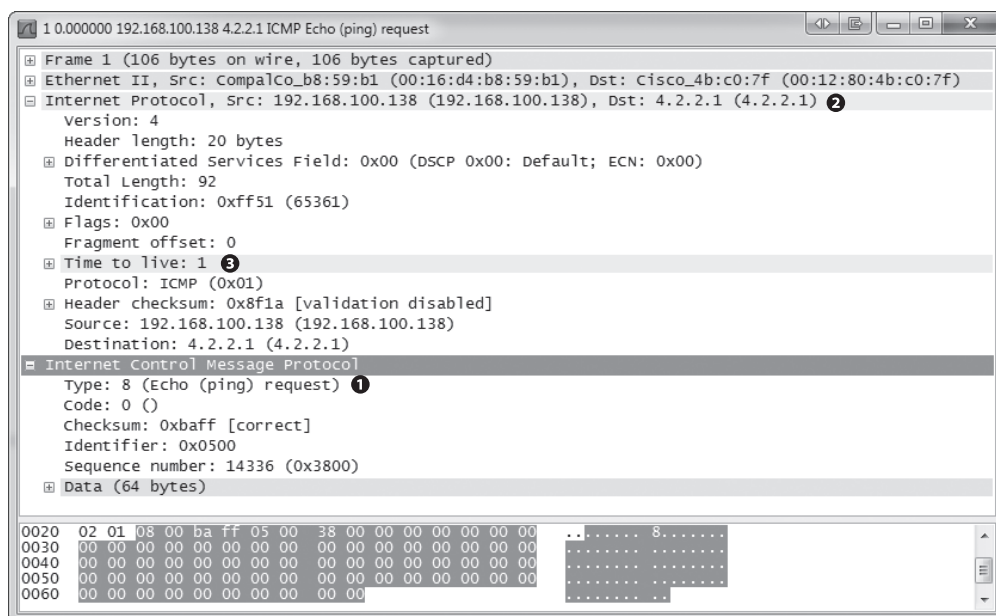 1 0.000000 192.168.100.138 4.2.2.1 ICMP Echo (ping) request
Frame 1 (106 bytes on wire, 106 bytes captured)
Ethernet II, Src: CompalCo_b8:59:b1 (00:16:d4:b8:59:b1), Dst: Cisco_4b:c0:7f (00:12:80:4b:c0:7f)
Internet Protocol, Src: 192.168.100.138 (192.168.100.138), Dst: 4.2.2.1 (4.2.2.1) ❷
Version: 4
Header length: 20 bytes
Differentiated Services Field: 0x00 (DSCP 0x00: Default; ECN: 0x00)
Total Length: 92
Identification: 0xff51 (65361)
Flags: 0x00
Fragment offset: 0
Time to live: 1 ❸
Protocol: ICMP (0x01)
Header checksum: 0x8f1a [validation disabled]
Source: 192.168.100.138 (192.168.100.138)
Destination: 4.2.2.1 (4.2.2.1)
Internet Control Message Protocol
Type: 8 (Echo (ping) request) ❶
Code: 0 ()
Checksum: 0xbaff [correct]
Identifier: 0x0500
Sequence number: 14336 (0x3800)
Data (64 bytes)
0020 02 01 08 00 ba ff 05 00 38 00 00 00 00 00 00 00 ........ 8.......
0030 00 00 00 00 00 00 00 00 00 00 00 00 00 00 00 00 ........ ........
0040 00 00 00 00 00 00 00 00 00 00 00 00 00 00 00 00 ........ ........
0050 00 00 00 00 00 00 00 00 00 00 00 00 00 00 00 00 ........ ........
0060 00 00 00 00 00 00 00 00 00 00 ........ ..